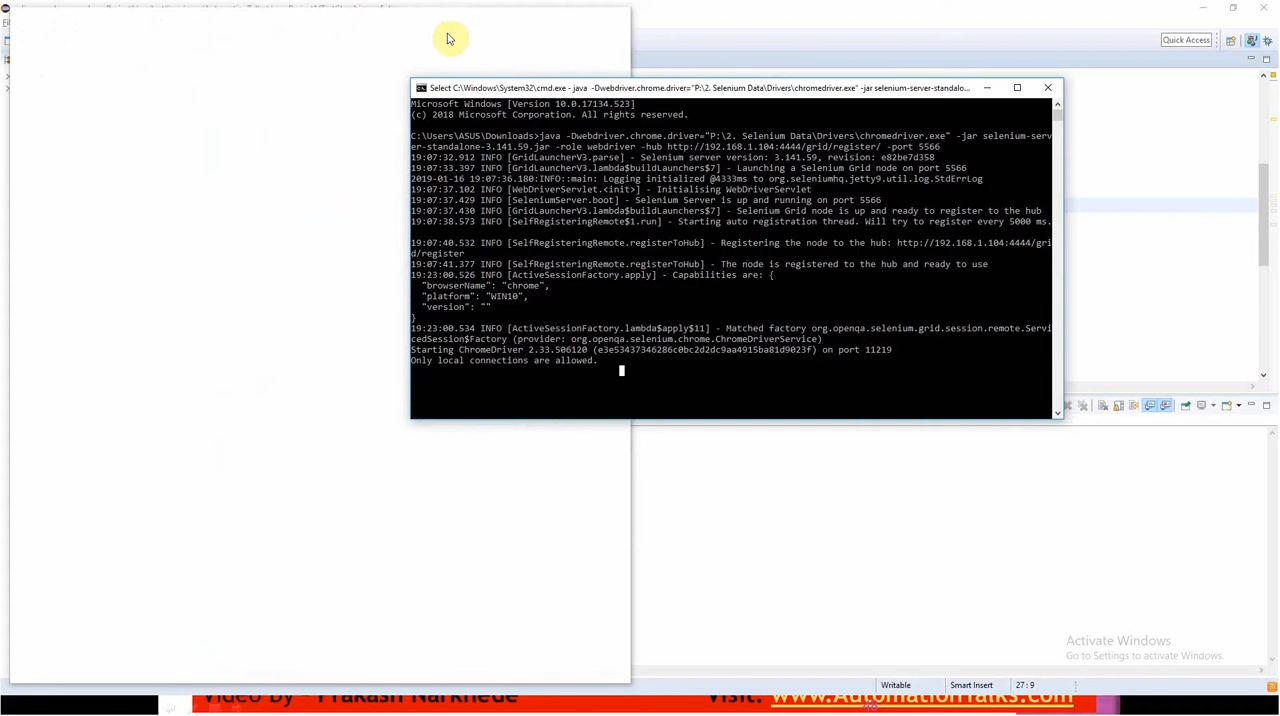 Quick Access
Select C:\Windows\System32\cmd.exe - java -Dwebdriver.chrome.driver="P:\2. Selenium Data\Drivers\chromedriver.exe" -jar selenium-server-standalo...
Microsoft Windows [Version 10.0.17134.523]
(c) 2018 Microsoft Corporation. All rights reserved.
C:\Users\ASUS\Downloads>java -Dwebdriver.chrome.driver="P:\2. Selenium Data\Drivers\chromedriver.exe" -jar selenium-serv
er-standalone-3.141.59.jar -role webdriver -hub http://192.168.1.104:4444/grid/register/ -port 5566
19:07:32.912 INFO [GridLauncherV3.parse] - Selenium server version: 3.141.59, revision: e82be7d358
19:07:33.397 INFO [GridLauncherV3.lambda$buildLaunchers$7] - Launching a Selenium Grid node on port 5566
2019-01-16 19:07:36.180:INFO::main: Logging initialized @4333ms to org.seleniumhq.jetty9.util.log.StdErrLog
19:07:37.102 INFO [WebDriverServlet.<init>] - Initialising WebDriverServlet
19:07:37.429 INFO [SeleniumServer.boot] - Selenium Server is up and running on port 5566
19:07:37.430 INFO [GridLauncherV3.lambda$buildLaunchers$7] - Selenium Grid node is up and ready to register to the hub
19:07:38.573 INFO [SelfRegisteringRemote$1.run] - Starting auto registration thread. Will try to register every 5000 ms.
19:07:40.532 INFO [SelfRegisteringRemote.registerToHub] - Registering the node to the hub: http://192.168.1.104:4444/gri
d/register
19:07:41.377 INFO [SelfRegisteringRemote.registerToHub] - The node is registered to the hub and ready to use
19:23:00.526 INFO [ActiveSessionFactory.apply] - Capabilities are: {
"browserName": "chrome",
"platform": "WIN10",
"version": ""
}
19:23:00.534 INFO [ActiveSessionFactory.lambda$apply$11] - Matched factory org.openqa.selenium.grid.session.remote.Servi
cedSession$Factory (provider: org.openqa.selenium.chrome.ChromeDriverService)
Starting ChromeDriver 2.33.506120 (e3e53437346286c0bc2d2dc9aa4915ba81d9023f) on port 11219
Only local connections are allowed.
Activate Windows
Go to Settings to activate Windows.
Writable
Smart Insert
27 : 9
Video by - Prakash Narkhede
Visit: www.AutomationTalks.com